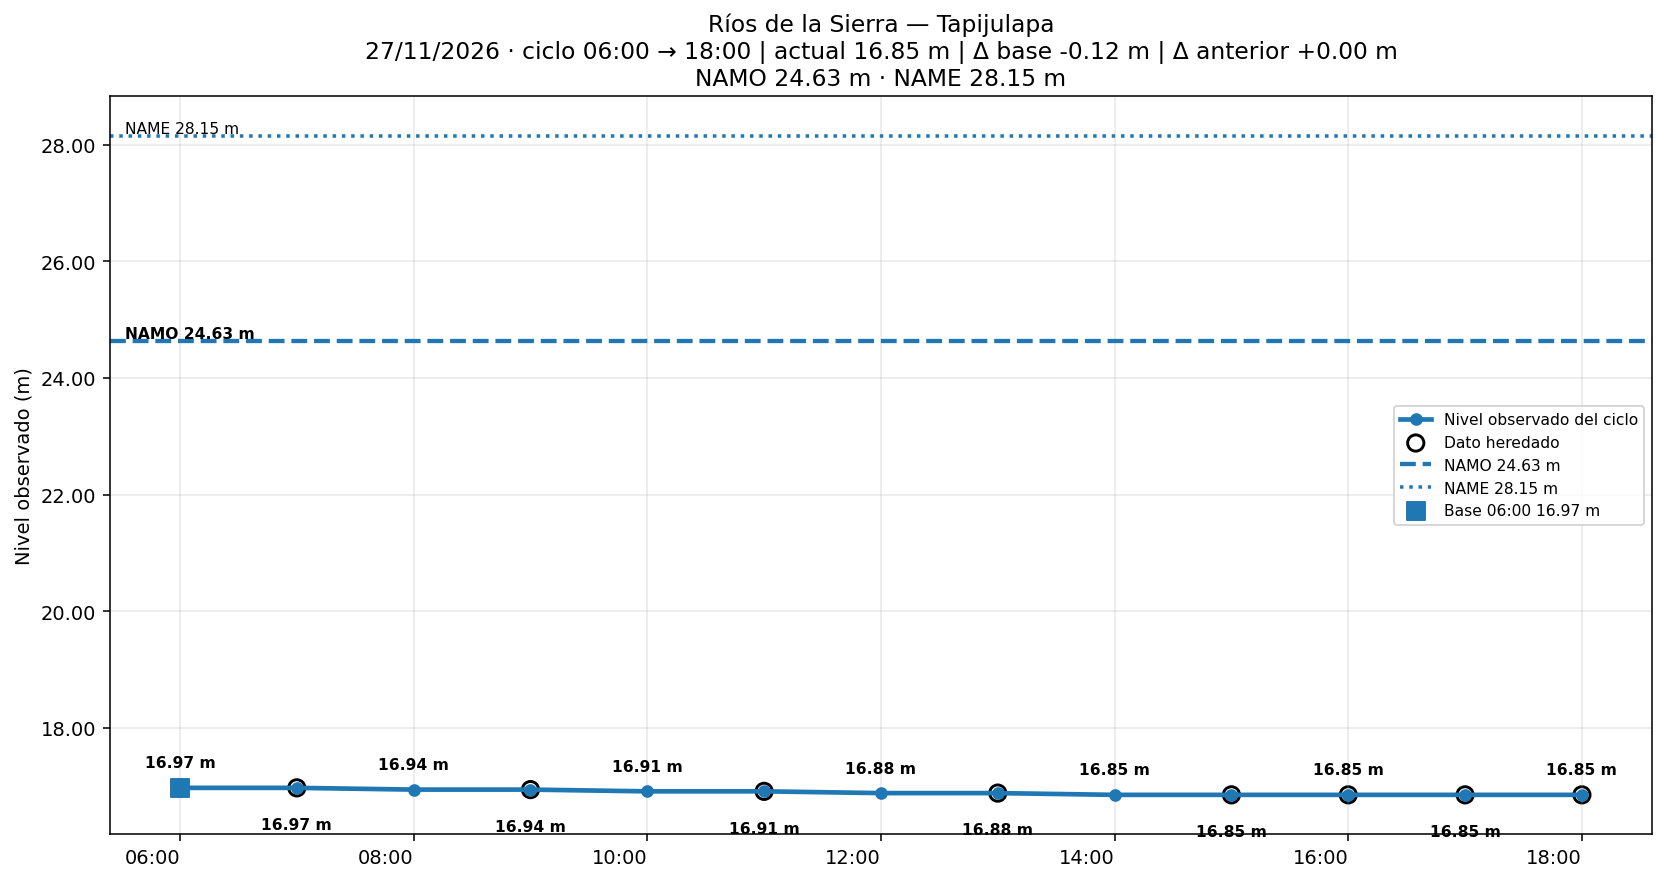 Ríos de la Sierra — Tapijulapa
27/11/2026 · ciclo 06:00 → 18:00 | actual 16.85 m | Δ base -0.12 m | Δ anterior +0.00 m
NAMO 24.63 m · NAME 28.15 m
NAME 28.15 m
28.00
26.00
NAMO 24.63 m
24.00
22.00
20.00
18.00
Nivel observado (m)
Nivel observado del ciclo
Dato heredado
NAMO 24.63 m
NAME 28.15 m
Base 06:00 16.97 m
16.97 m
16.94 m
16.91 m
16.88 m
16.85 m
16.85 m
16.85 m
16.97 m
16.94 m
16.91 m
16.88 m
16.85 m
16.85 m
06:00
08:00
10:00
12:00
14:00
16:00
18:00